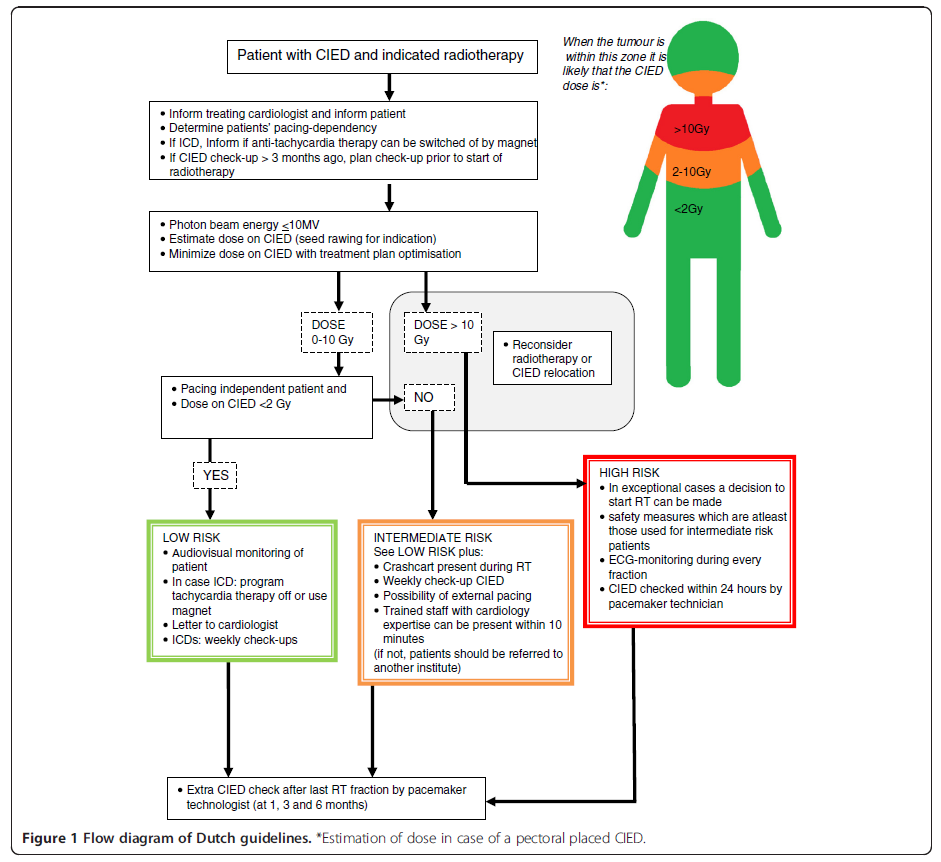 Patient with CIED and indicated radiotherapy
When the tumour is
within this zone it is
likely that the CIED
dose is*:
>10Gy
2-10Gy
<2Gy
• Inform treating cardiologist and inform patient
• Determine patients' pacing-dependency
• If ICD, Inform if anti-tachycardia therapy can be switched of by magnet
• If CIED check-up > 3 months ago, plan check-up prior to start of
radiotherapy
• Photon beam energy ≤10MV
• Estimate dose on CIED (seed rawing for indication)
• Minimize dose on CIED with treatment plan optimisation
DOSE
0-10 Gy
DOSE > 10
Gy
• Reconsider
radiotherapy or
CIED relocation
• Pacing independent patient and
• Dose on CIED <2 Gy
NO
YES
LOW RISK
• Audiovisual monitoring of
patient
• In case ICD: program
tachycardia therapy off or use
magnet
• Letter to cardiologist
• ICDs: weekly check-ups
INTERMEDIATE RISK
See LOW RISK plus:
• Crashcart present during RT
• Weekly check-up CIED
• Possibility of external pacing
• Trained staff with cardiology
expertise can be present within 10
minutes
(if not, patients should be referred to
another institute)
HIGH RISK
• In exceptional cases a decision to
start RT can be made
• safety measures which are atleast
those used for intermediate risk
patients
• ECG-monitoring during every
fraction
• CIED checked within 24 hours by
pacemaker technician
• Extra CIED check after last RT fraction by pacemaker
technologist (at 1, 3 and 6 months)
Figure 1 Flow diagram of Dutch guidelines. *Estimation of dose in case of a pectoral placed CIED.